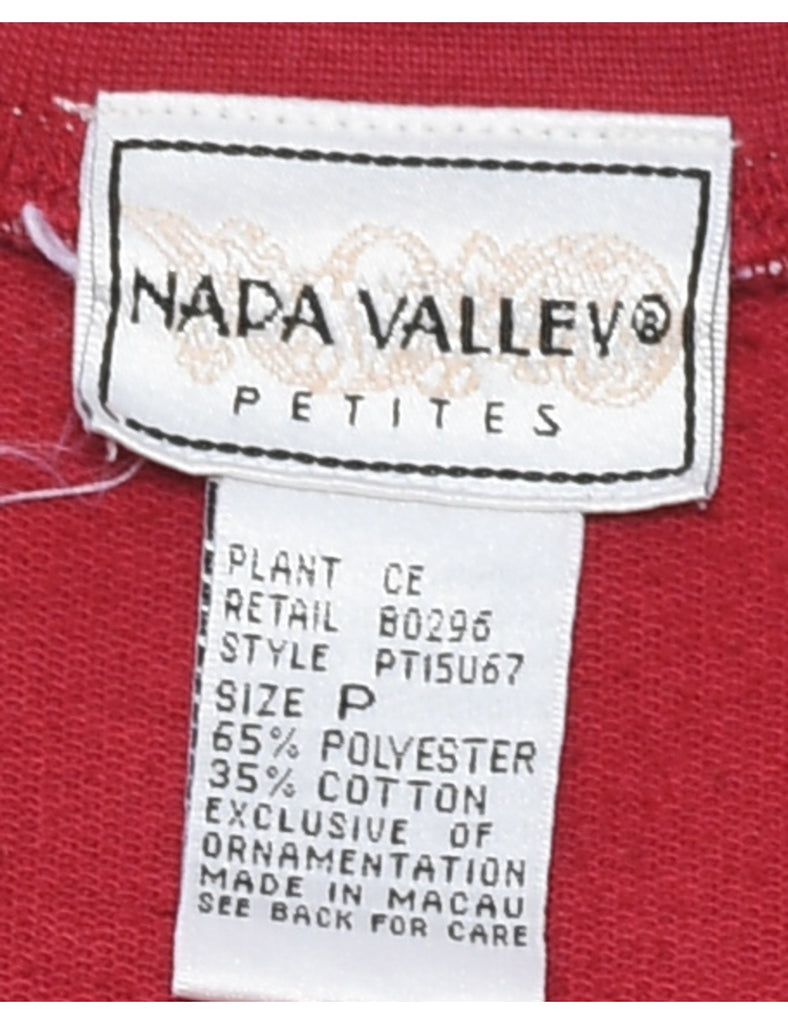 NAPA VALLEY®
PETITES
PLANT CE
RETAIL B0296
STYLE PT15U67
SIZE P
65% POLYESTER
35% COTTON
EXCLUSIVE OF
ORNAMENTATION
MADE IN MACAU
SEE BACK FOR CARE